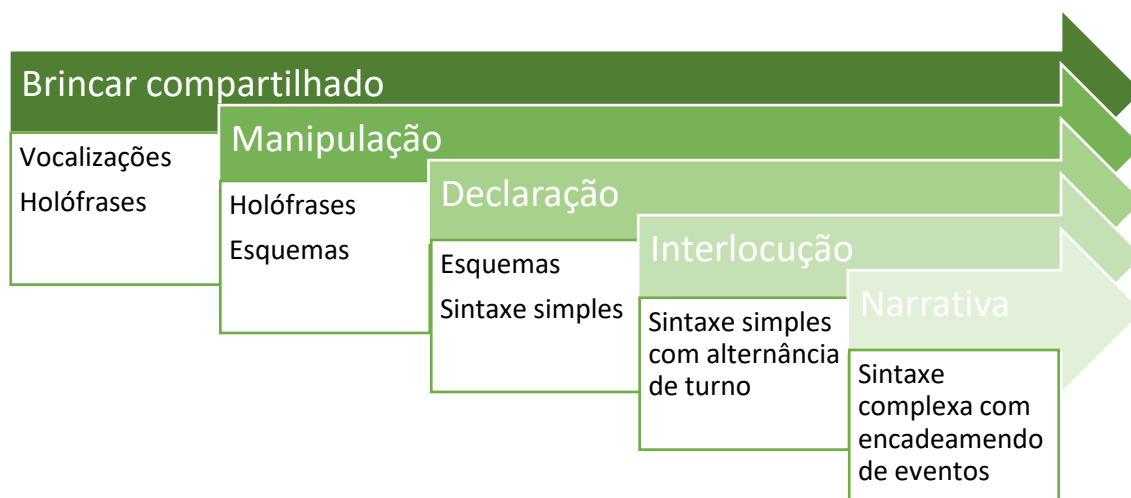 Brincar compartilhado
Vocalizações
Holófrases
Manipulação
Holófrases
Esquemas
Declaração
Esquemas
Sintaxe simples
Interlocução
Sintaxe simples
com alternância
de turno
Narrativa
Sintaxe
complexa com
encadeamendo
de eventos